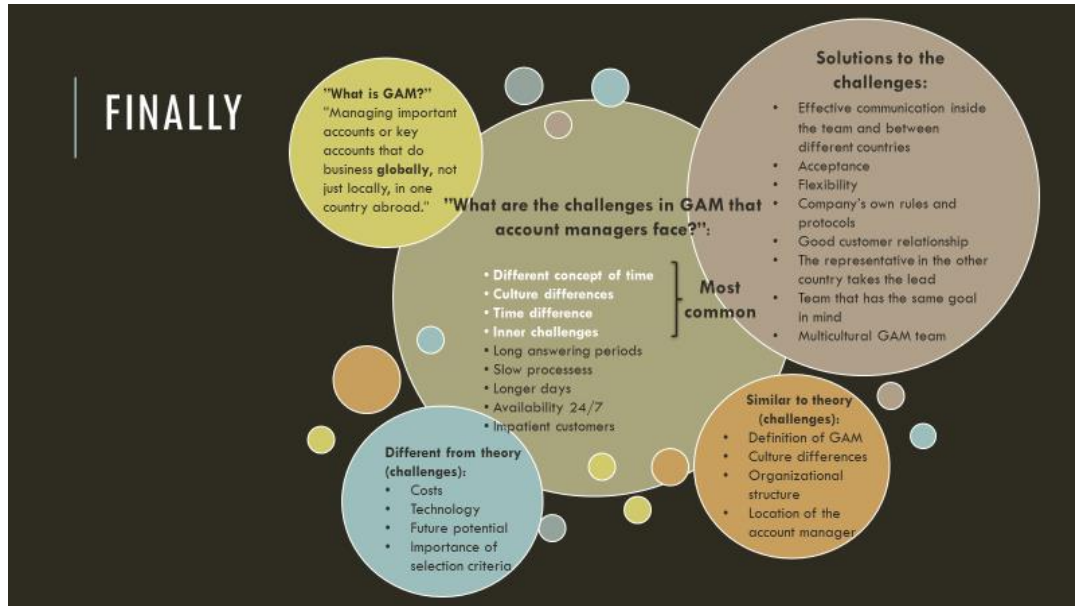 FINALLY
"What is GAM?"
"Managing important
accounts or key
accounts that do
business globally, not
just locally, in one
country abroad."
"What are the challenges in GAM that
account managers face?":
• Different concept of time
• Culture differences
• Time difference
• Inner challenges
• Long answering periods
• Slow processess
• Longer days
• Availability 24/7
• Impatient customers
Most
common
Solutions to the
challenges:
• Effective communication inside
the team and between
different countries
• Acceptance
• Flexibility
• Company's own rules and
protocols
• Good customer relationship
• The representative in the other
country takes the lead
• Team that has the same goal
in mind
• Multicultural GAM team
Different from theory
(challenges):
• Costs
• Technology
• Future potential
• Importance of
selection criteria
Similar to theory
(challenges):
• Definition of GAM
• Culture differences
• Organizational
structure
• Location of the
account manager